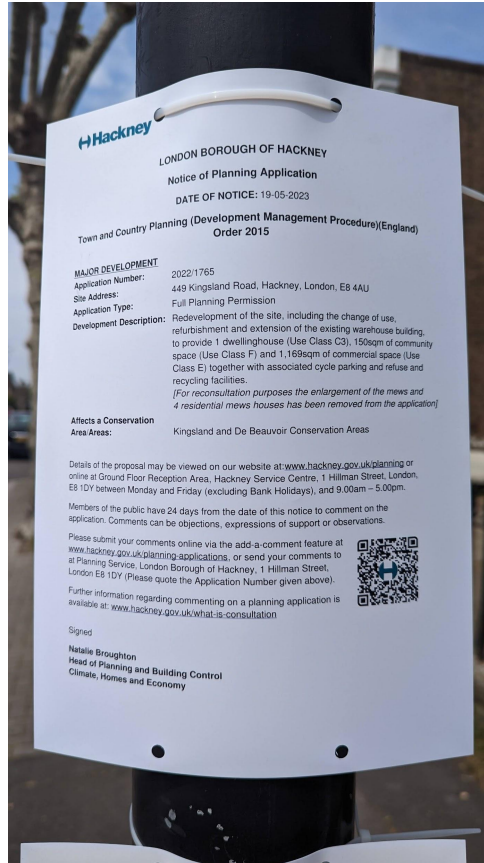 Hackney
LONDON BOROUGH OF HACKNEY
Notice of Planning Application
DATE OF NOTICE: 19-05-2023
Town and Country Planning (Development Management Procedure)(England)
Order 2015
MAJOR DEVELOPMENT
Application Number: 2022/1765
Site Address: 449 Kingsland Road, Hackney, London, E8 4AU
Application Type: Full Planning Permission
Development Description: Redevelopment of the site, including the change of use,
refurbishment and extension of the existing warehouse building,
to provide 1 dwellinghouse (Use Class C3), 150sqm of community
space (Use Class F) and 1,169sqm of commercial space (Use
Class E) together with associated cycle parking and refuse and
recycling facilities.
[For reconsultation purposes the enlargement of the mews and
4 residential mews houses has been removed from the application]
Affects a Conservation
Area/Areas: Kingsland and De Beauvoir Conservation Areas
Details of the proposal may be viewed on our website at:www.hackney.gov.uk/planning or
online at Ground Floor Reception Area, Hackney Service Centre, 1 Hillman Street, London,
E8 1DY between Monday and Friday (excluding Bank Holidays), and 9.00am – 5.00pm.
Members of the public have 24 days from the date of this notice to comment on the
application. Comments can be objections, expressions of support or observations.
Please submit your comments online via the add-a-comment feature at
www.hackney.gov.uk/planning-applications, or send your comments to
at Planning Service, London Borough of Hackney, 1 Hillman Street,
London E8 1DY (Please quote the Application Number given above).
Further information regarding commenting on a planning application is
available at: www.hackney.gov.uk/what-is-consultation
Signed
Natalie Broughton
Head of Planning and Building Control
Climate, Homes and Economy